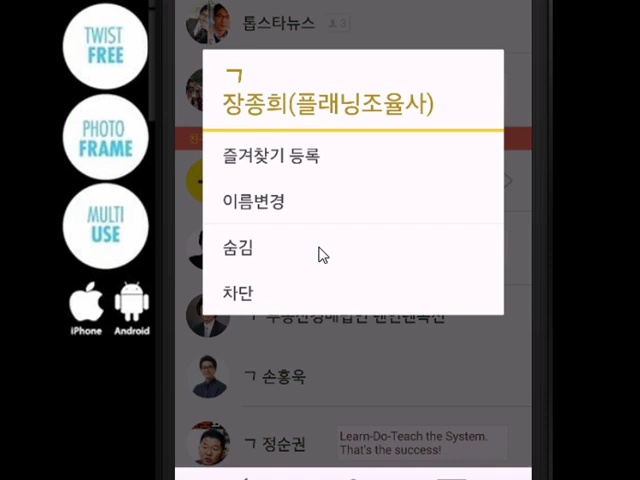 TWIST
FREE
PHOTO
FRAME
MULTI
USE
iPhone
Android
톱스타뉴스
3
ㄱ
장종희(플래닝조율사)
즐겨찾기 등록
이름변경
숨김
차단
ㄱ 손홍욱
ㄱ 정순권
Learn-Do-Teach the System.
That's the success!